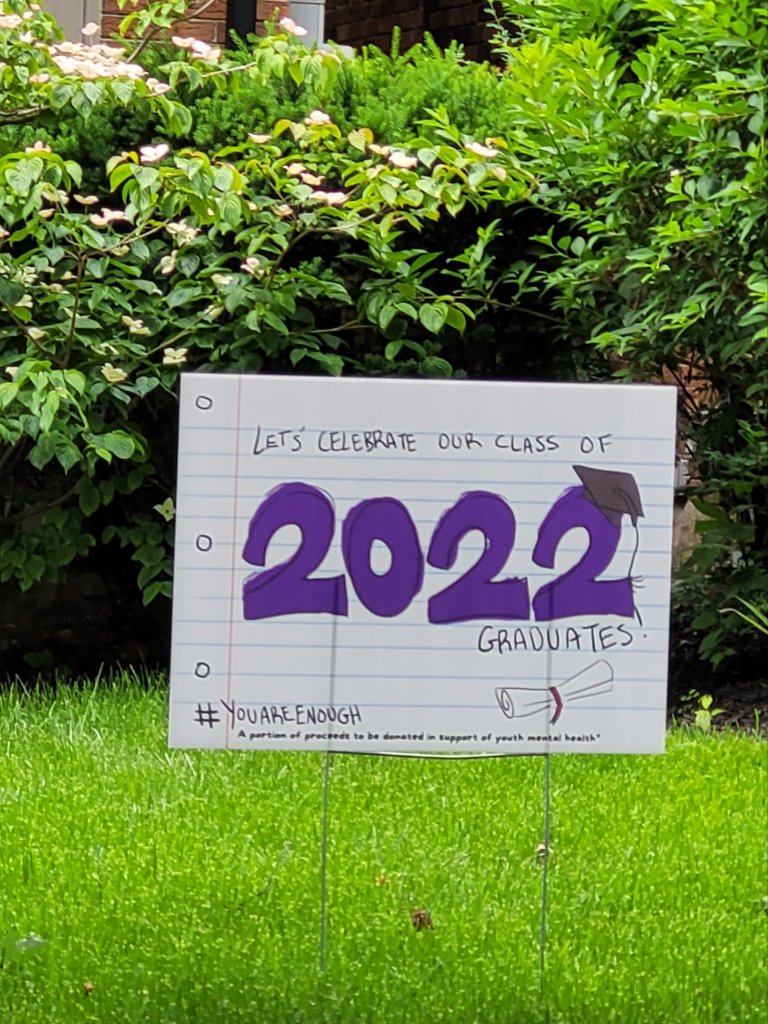 LETS' CELEBRATE OUR CLASS OF
2022
GRADUATES.
#YOUAREENOUGH
A portion of proceeds to be donated in support of youth mental health*